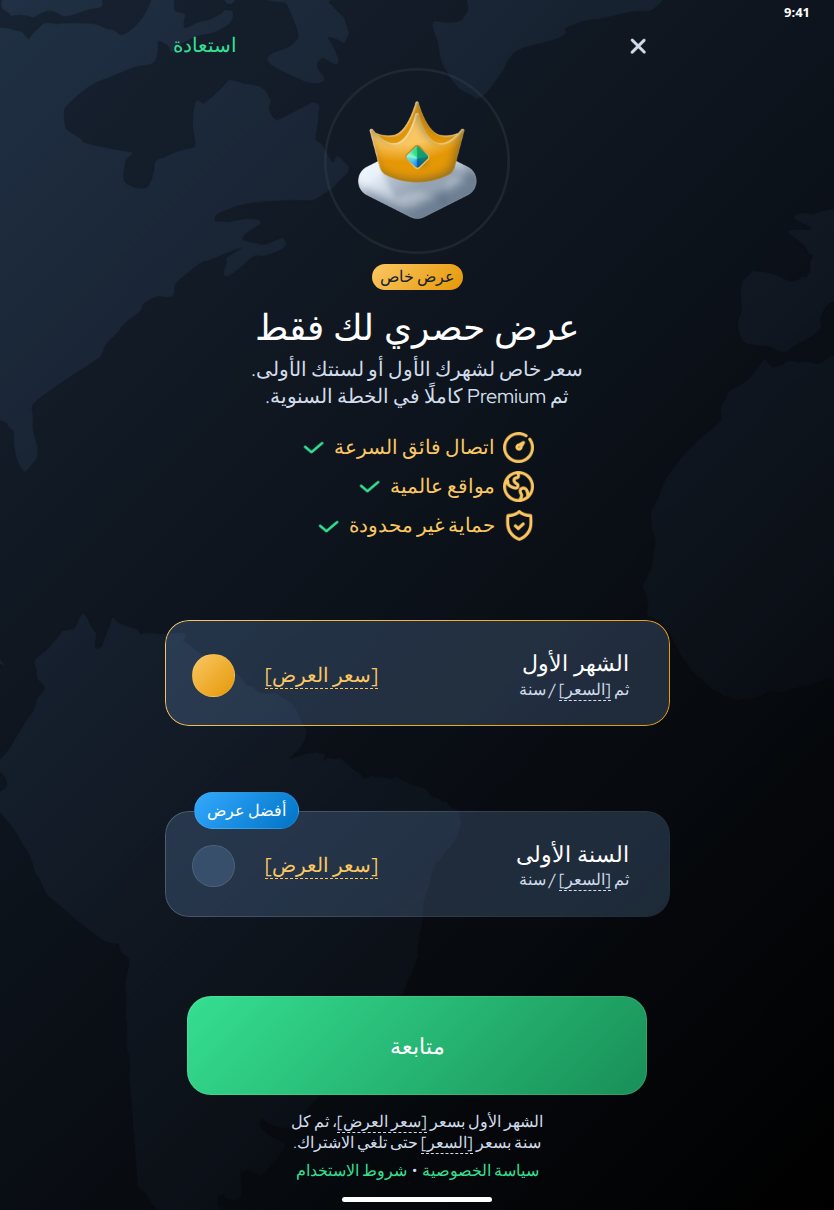 9:41
استعادة
عرض خاص
عرض حصري لك فقط
سعر خاص لشهرك الأول أو لسنتك الأولى.
ثم Premium كاملًا في الخطة السنوية.
اتصال فائق السرعة
مواقع عالمية
حماية غير محدودة
الشهر الأول
ثم [السعر] / سنة
[سعر العرض]
أفضل عرض
السنة الأولى
ثم [السعر] / سنة
[سعر العرض]
متابعة
الشهر الأول بسعر [سعر العرض]، ثم كل
سنة بسعر [السعر] حتى تلغي الاشتراك.
سياسة الخصوصية • شروط الاستخدام